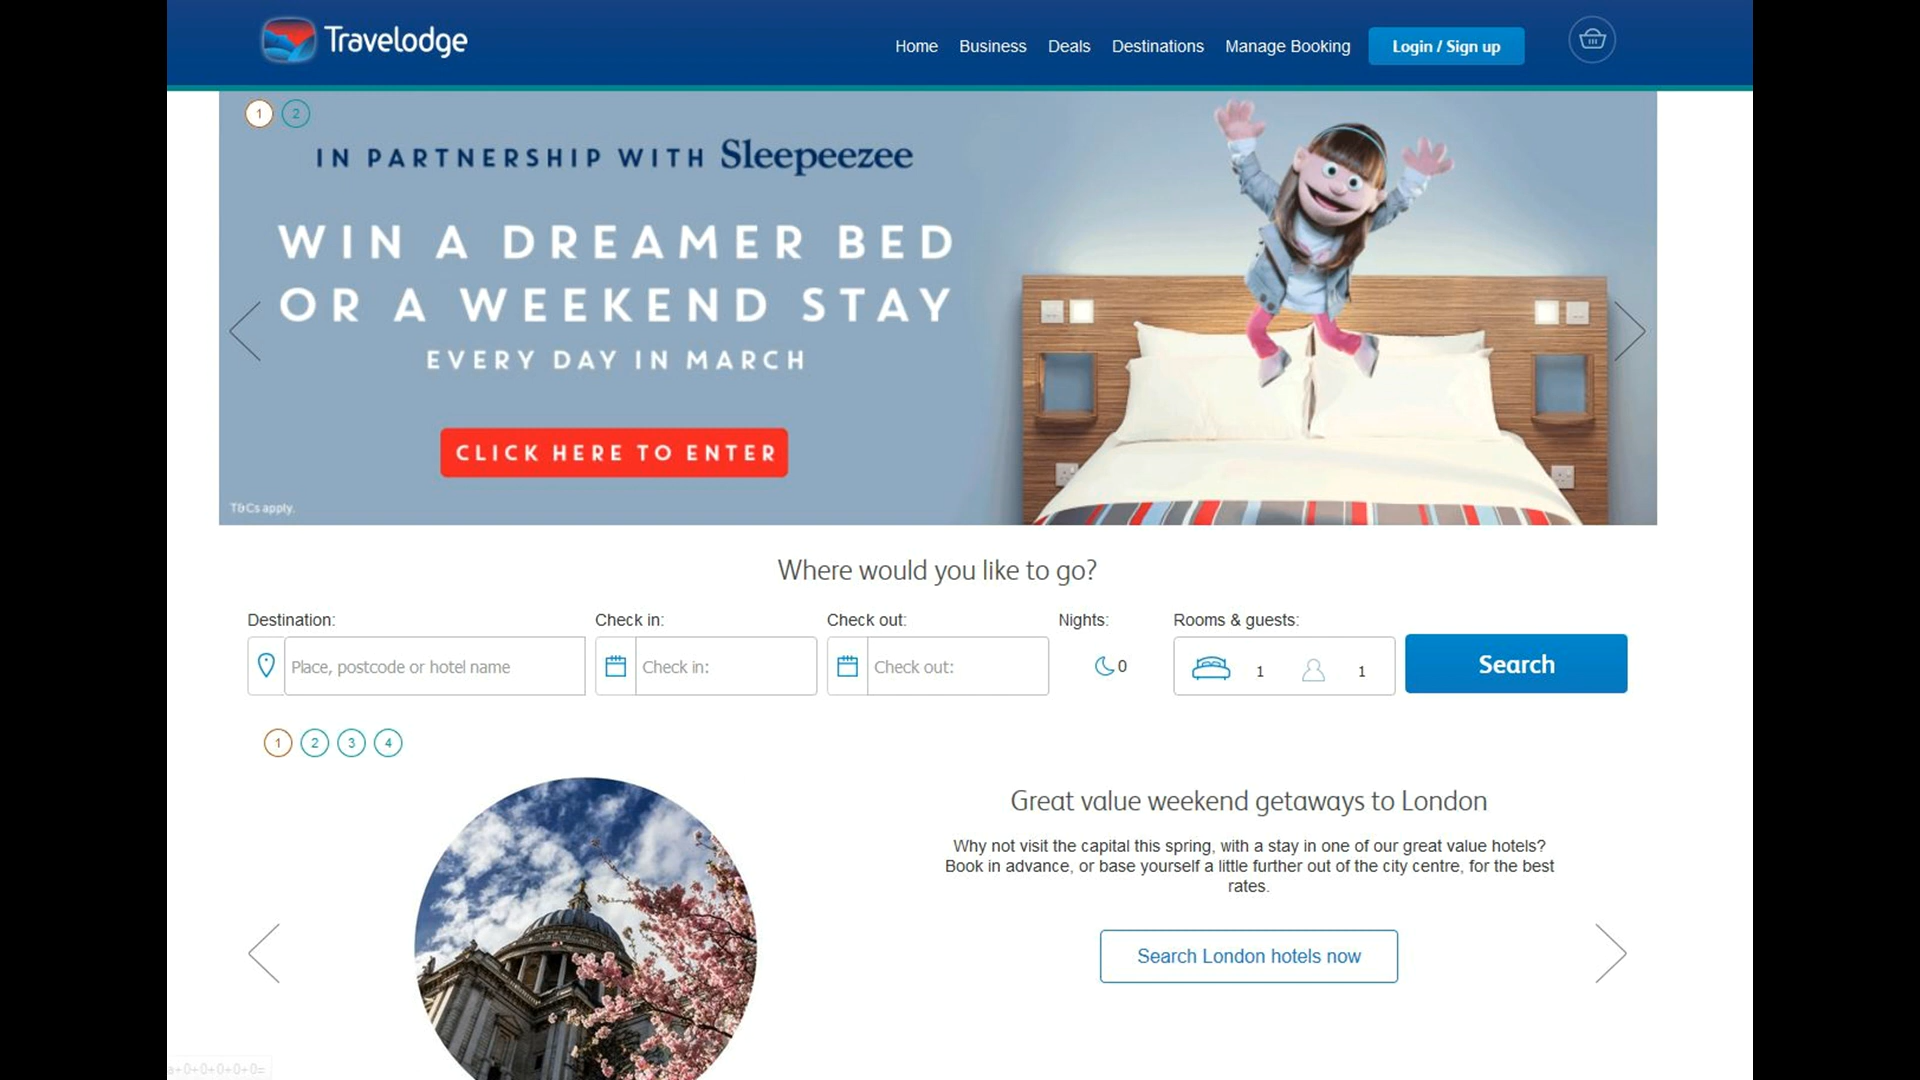 Travelodge
Home Business Deals Destinations Manage Booking Login / Sign up
1 2
IN PARTNERSHIP WITH Sleepeezee
WIN A DREAMER BED
OR A WEEKEND STAY
EVERY DAY IN MARCH
CLICK HERE TO ENTER
T&Cs apply.
Where would you like to go?
Destination: Check in: Check out: Nights: Rooms & guests:
Place, postcode or hotel name Check in: Check out: 0 1 1 Search
1 2 3 4
Great value weekend getaways to London
Why not visit the capital this spring, with a stay in one of our great value hotels?
Book in advance, or base yourself a little further out of the city centre, for the best
rates.
Search London hotels now
a+0+0+0+0+0=